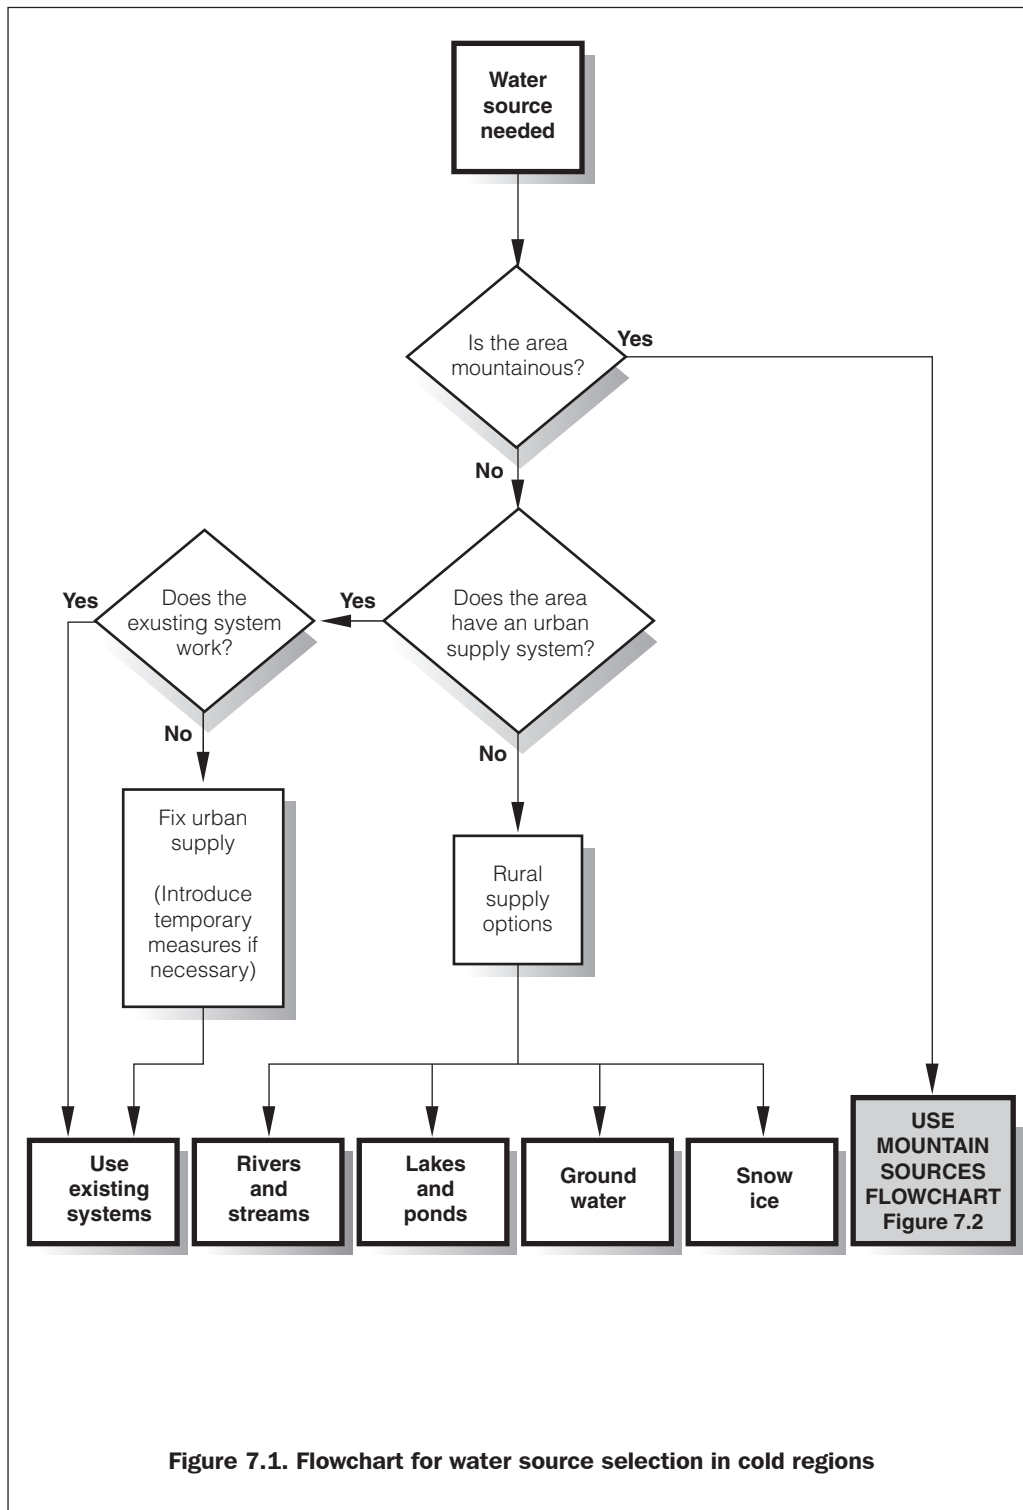 Water
source
needed
Is the area
mountainous?
Yes
No
Does the area
have an urban
supply system?
Yes
Does the
exusting system
work?
Yes
No
No
Fix urban
supply
(Introduce
temporary
measures if
necessary)
Rural
supply
options
Use
existing
systems
Rivers
and
streams
Lakes
and
ponds
Ground
water
Snow
ice
USE
MOUNTAIN
SOURCES
FLOWCHART
Figure 7.2
Figure 7.1. Flowchart for water source selection in cold regions